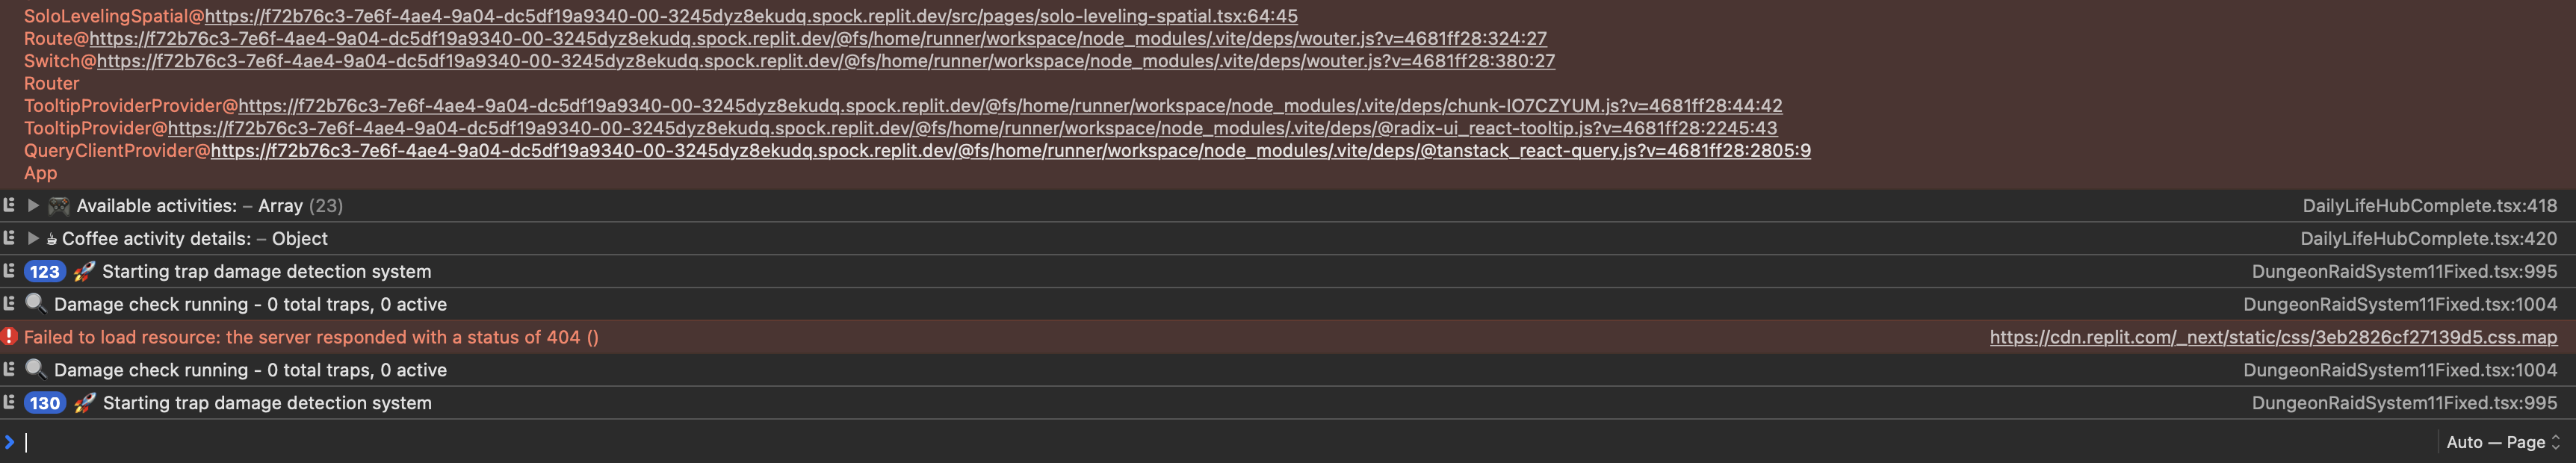 SoloLevelingSpatial@https://f72b76c3-7e6f-4ae4-9a04-dc5df19a9340-00-3245dyz8ekudq.spock.replit.dev/src/pages/solo-leveling-spatial.tsx:64:45
Route@https://f72b76c3-7e6f-4ae4-9a04-dc5df19a9340-00-3245dyz8ekudq.spock.replit.dev/@fs/home/runner/workspace/node_modules/.vite/deps/wouter.js?v=4681ff28:324:27
Switch@https://f72b76c3-7e6f-4ae4-9a04-dc5df19a9340-00-3245dyz8ekudq.spock.replit.dev/@fs/home/runner/workspace/node_modules/.vite/deps/wouter.js?v=4681ff28:380:27
Router
TooltipProviderProvider@https://f72b76c3-7e6f-4ae4-9a04-dc5df19a9340-00-3245dyz8ekudq.spock.replit.dev/@fs/home/runner/workspace/node_modules/.vite/deps/chunk-IO7CZYUM.js?v=4681ff28:44:42
TooltipProvider@https://f72b76c3-7e6f-4ae4-9a04-dc5df19a9340-00-3245dyz8ekudq.spock.replit.dev/@fs/home/runner/workspace/node_modules/.vite/deps/@radix-ui_react-tooltip.js?v=4681ff28:2245:43
QueryClientProvider@https://f72b76c3-7e6f-4ae4-9a04-dc5df19a9340-00-3245dyz8ekudq.spock.replit.dev/@fs/home/runner/workspace/node_modules/.vite/deps/@tanstack_react-query.js?v=4681ff28:2805:9
App
🎮 Available activities: – Array (23) DailyLifeHubComplete.tsx:418
☕ Coffee activity details: – Object DailyLifeHubComplete.tsx:420
123 🚀 Starting trap damage detection system DungeonRaidSystem11Fixed.tsx:995
🔍 Damage check running - 0 total traps, 0 active DungeonRaidSystem11Fixed.tsx:1004
Failed to load resource: the server responded with a status of 404 () https://cdn.replit.com/_next/static/css/3eb2826cf27139d5.css.map
🔍 Damage check running - 0 total traps, 0 active DungeonRaidSystem11Fixed.tsx:1004
130 🚀 Starting trap damage detection system DungeonRaidSystem11Fixed.tsx:995
Auto — Page